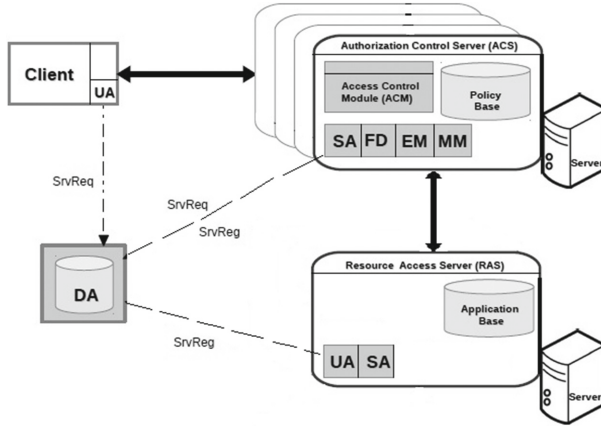 Authorization Control Server (ACS)
Client
UA
Access Control
Module (ACM)
Policy
Base
SA FD EM MM
Server
SrvReq
SrvReq
SrvReg
Resource Access Server (RAS)
DA
Application
Base
SrvReg
UA SA
Server